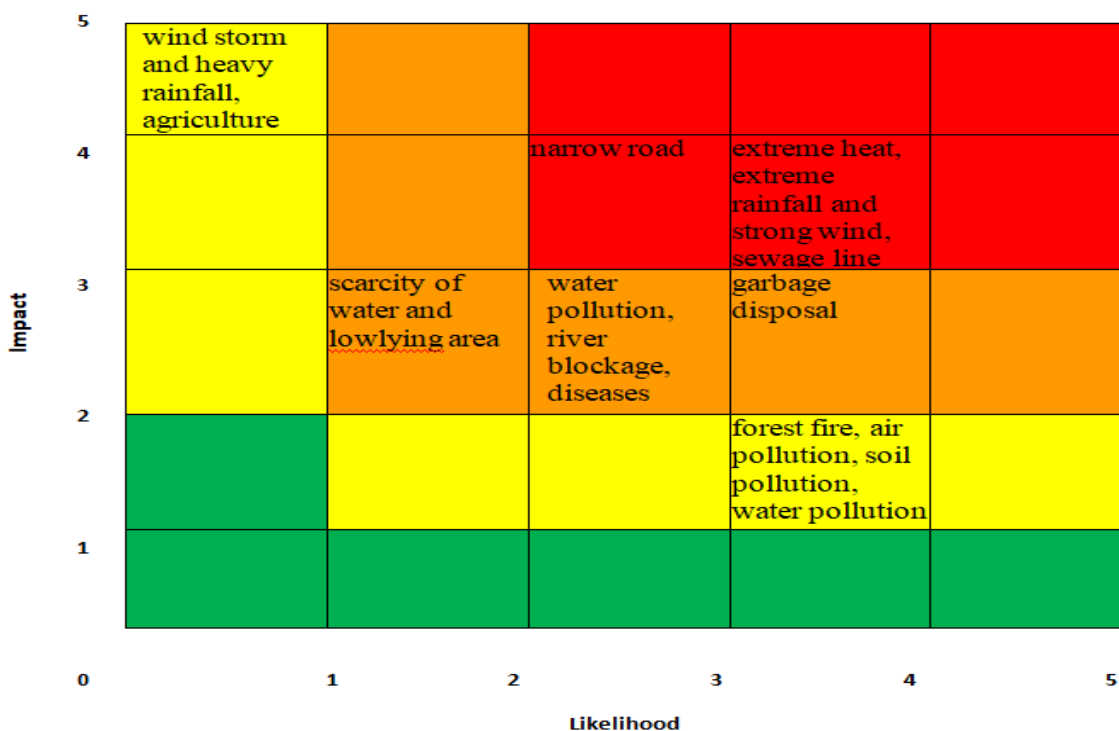 5
wind storm
and heavy
rainfall,
agriculture
4
narrow road
extreme heat,
extreme
rainfall and
strong wind,
sewage line
3
scarcity of
water and
lowlying area
water
pollution,
river
blockage,
diseases
garbage
disposal
Impact
2
forest fire, air
pollution, soil
pollution,
water pollution
1
0 1 2 3 4 5
Likelihood